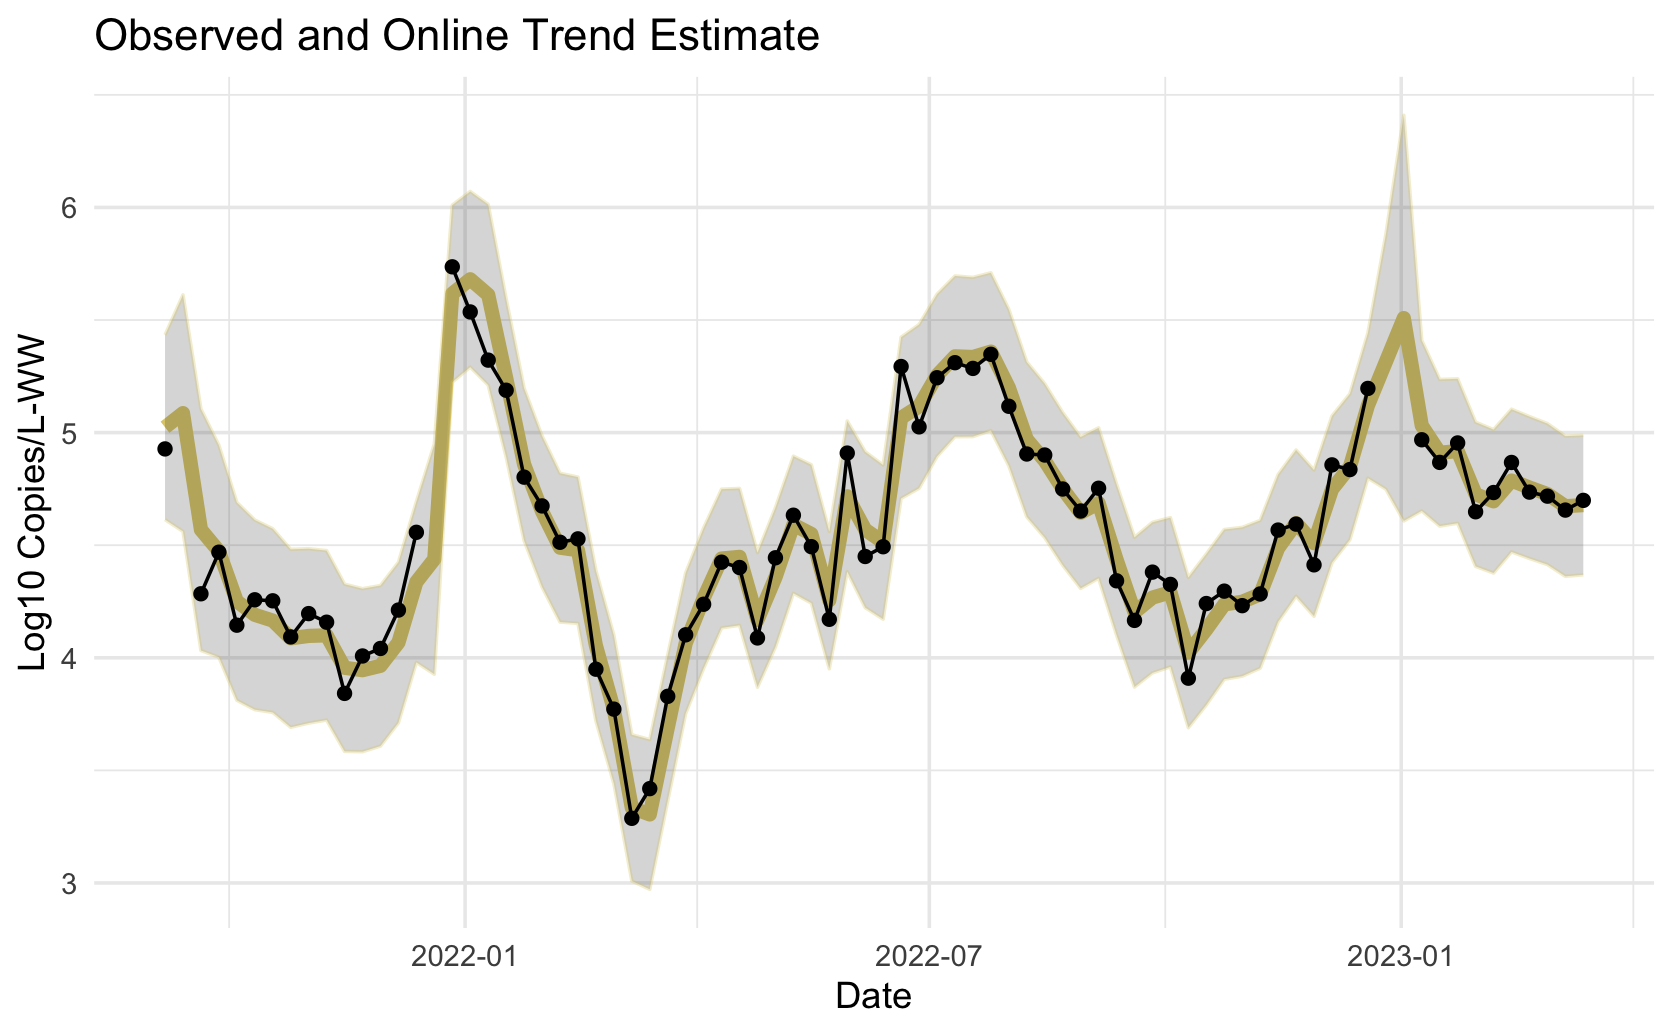 Observed and Online Trend Estimate
Log10 Copies/L-WW
6
5
4
3
2022-01
2022-07
2023-01
Date